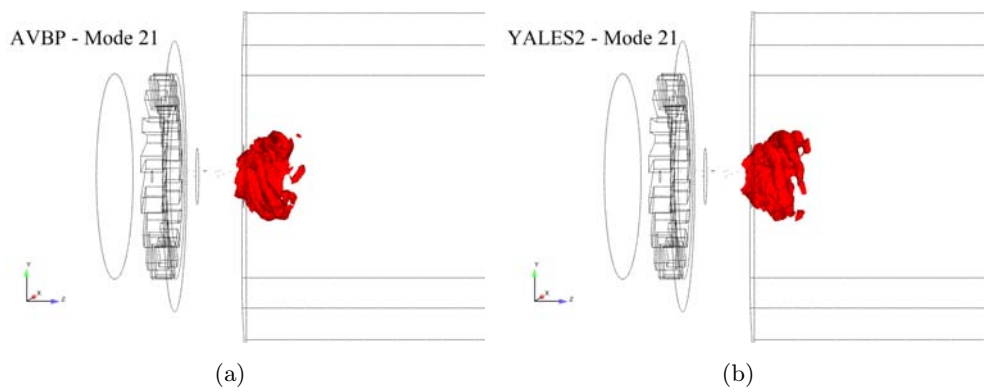 AVBP - Mode 21
YALES2 - Mode 21
Y
X
Z
Y
X
Z
(a)
(b)